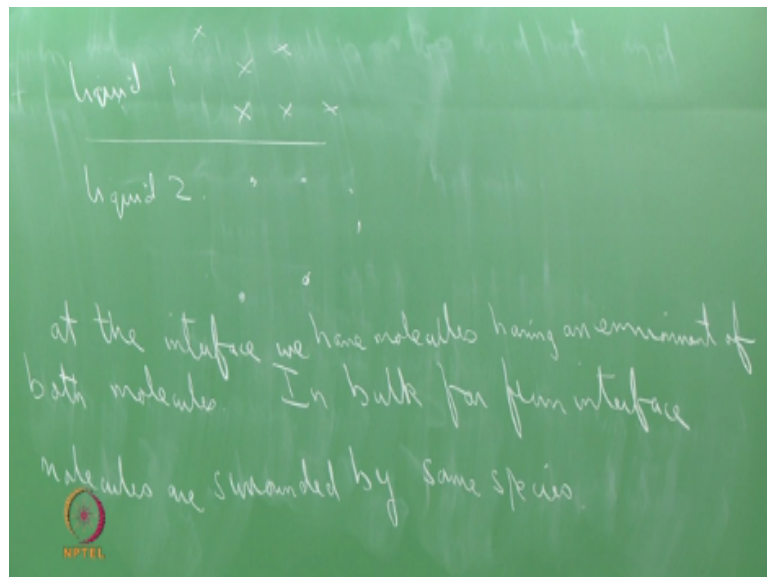 liquid 1
liquid 2.
at the interface we have molecules having an environment of
both molecules. In bulk far from interface
molecules are surrounded by same species.
NPTEL